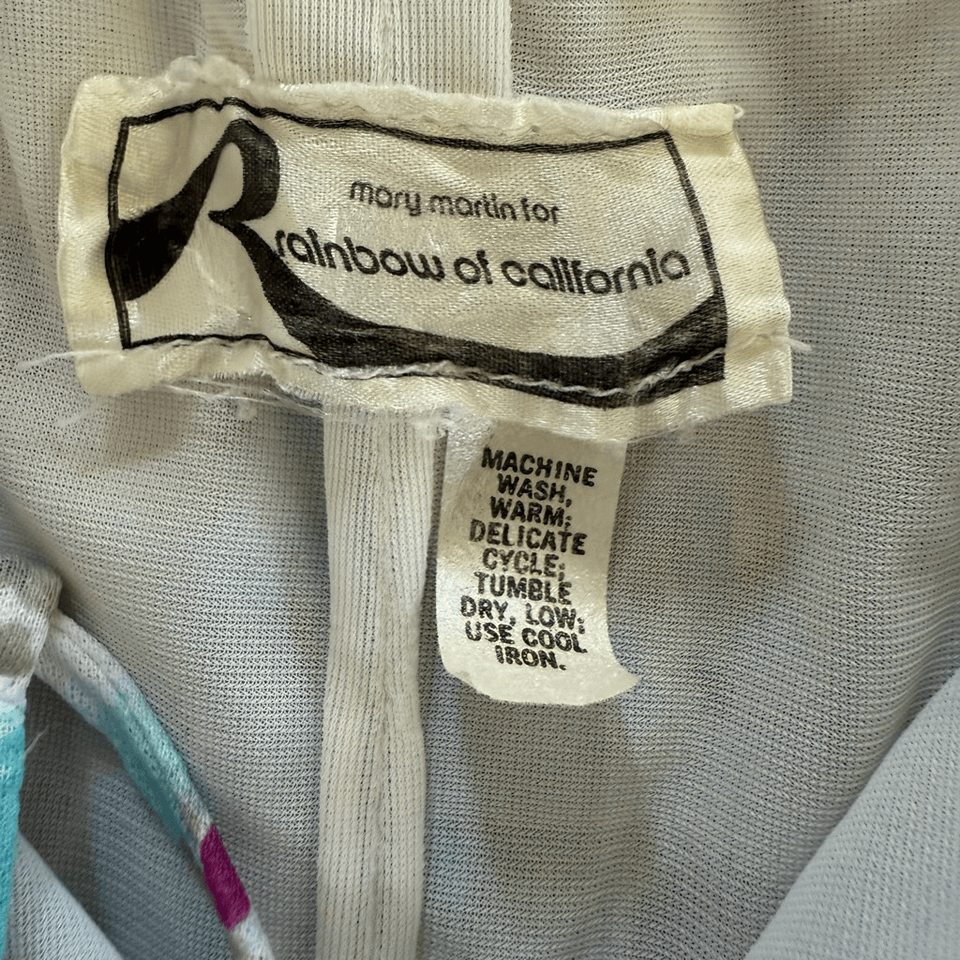 mary martin for
rainbow of california
MACHINE
WASH,
WARM;
DELICATE
CYCLE;
TUMBLE
DRY, LOW;
USE COOL
IRON.